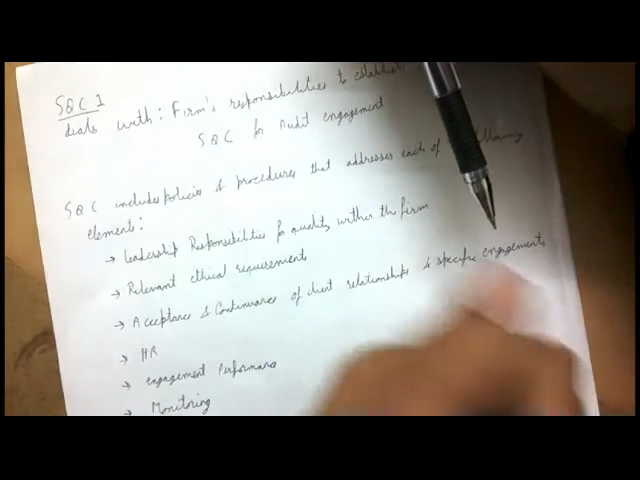 SQC 1
deals with: Firm's responsibilities to establish
SQC for Audit engagement
SQC includes policies & procedures that addresses each of
elements:
→ Leadership Responsibilities for quality within the firm
→ Relevant ethical requirements
→ Acceptance & Continuance of client relationships & specific engagements
→ HR
→ engagement Performance
→ Monitoring